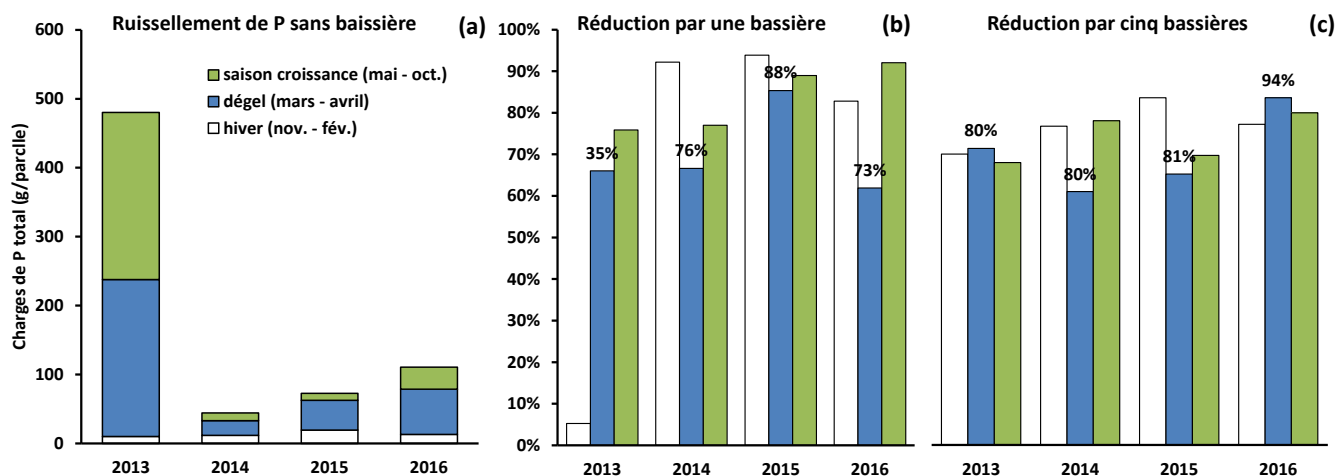 Ruissellement de P sans baissière (a)
Charges de P total (g/parclle)
600
500
400
300
200
100
0
saison croissance (mai - oct.)
dégel (mars - avril)
hiver (nov. - fév.)
2013 2014 2015 2016
Réduction par une bassière (b)
100%
90%
80%
70%
60%
50%
40%
30%
20%
10%
0%
35% 76% 88% 73%
2013 2014 2015 2016
Réduction par cinq bassières (c)
80% 80% 81% 94%
2013 2014 2015 2016